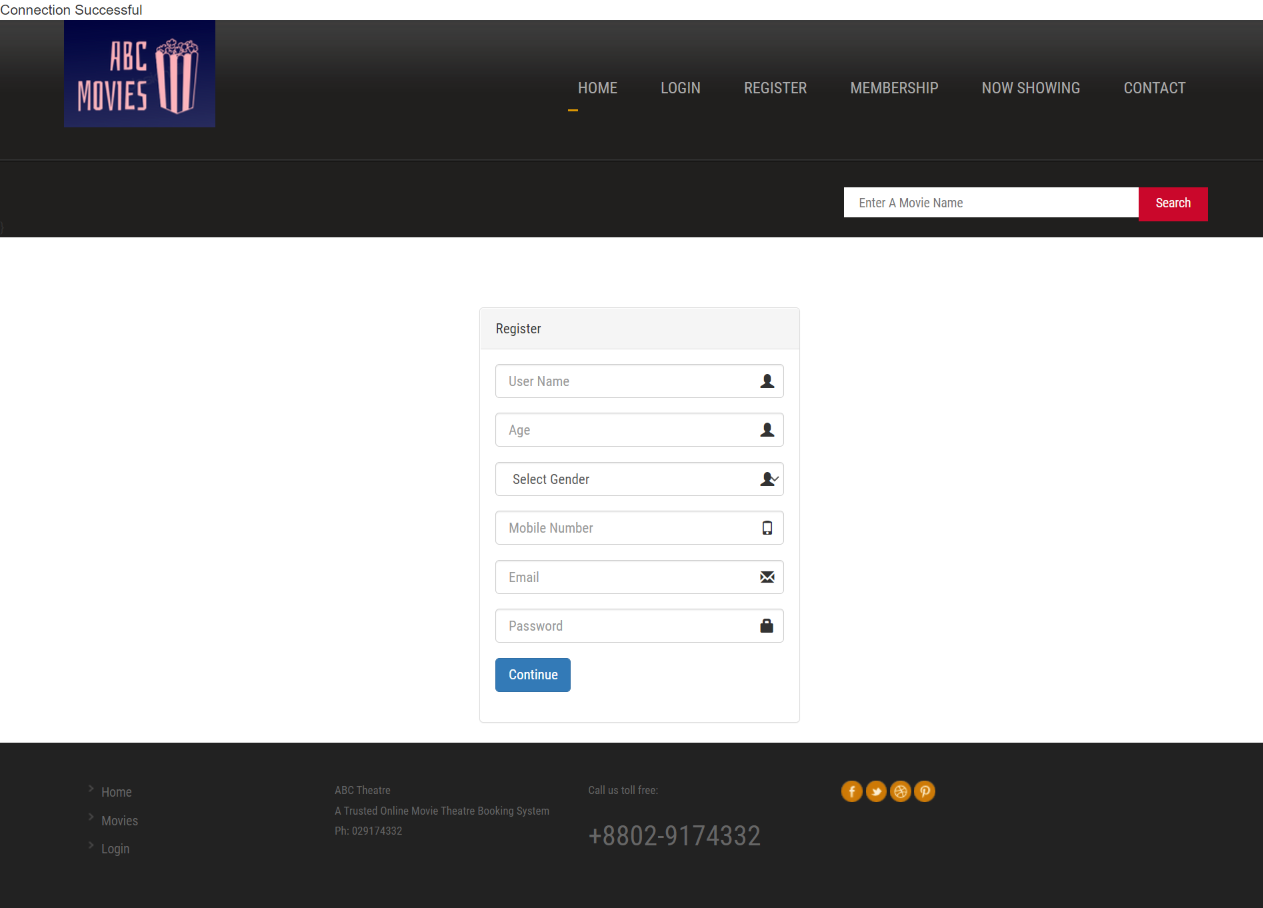 Connection Successful
ABC
MOVIES
HOME LOGIN REGISTER MEMBERSHIP NOW SHOWING CONTACT
Enter A Movie Name Search
Register
User Name
Age
Select Gender
Mobile Number
Email
Password
Continue
Home
Movies
Login
ABC Theatre
A Trusted Online Movie Theatre Booking System
Ph: 029174332
Call us toll free:
+8802-9174332